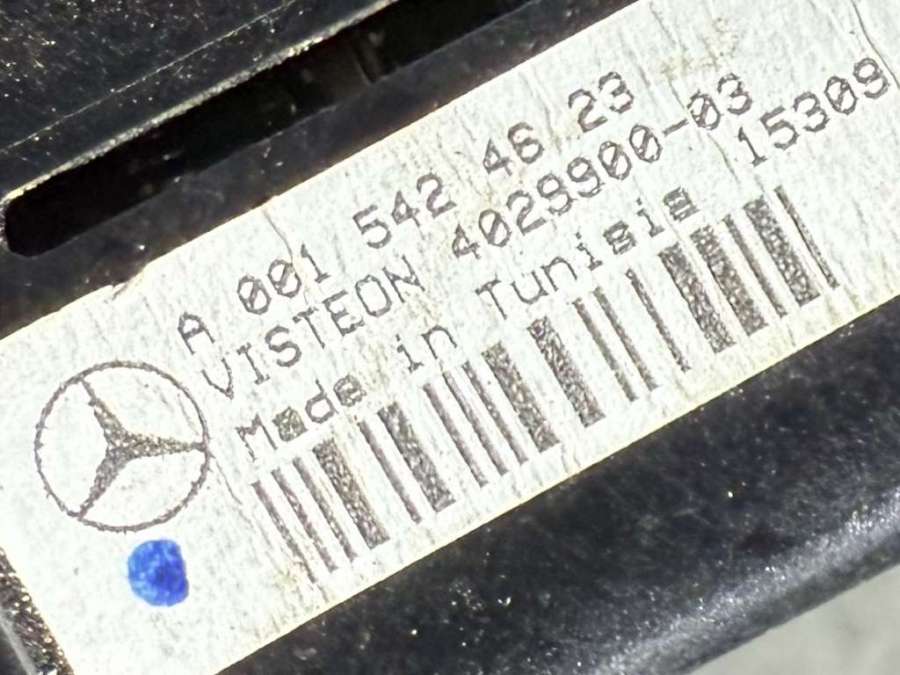 A 001 542 46 23
VISTEON 4029900-03
Made in Tunisia 15309